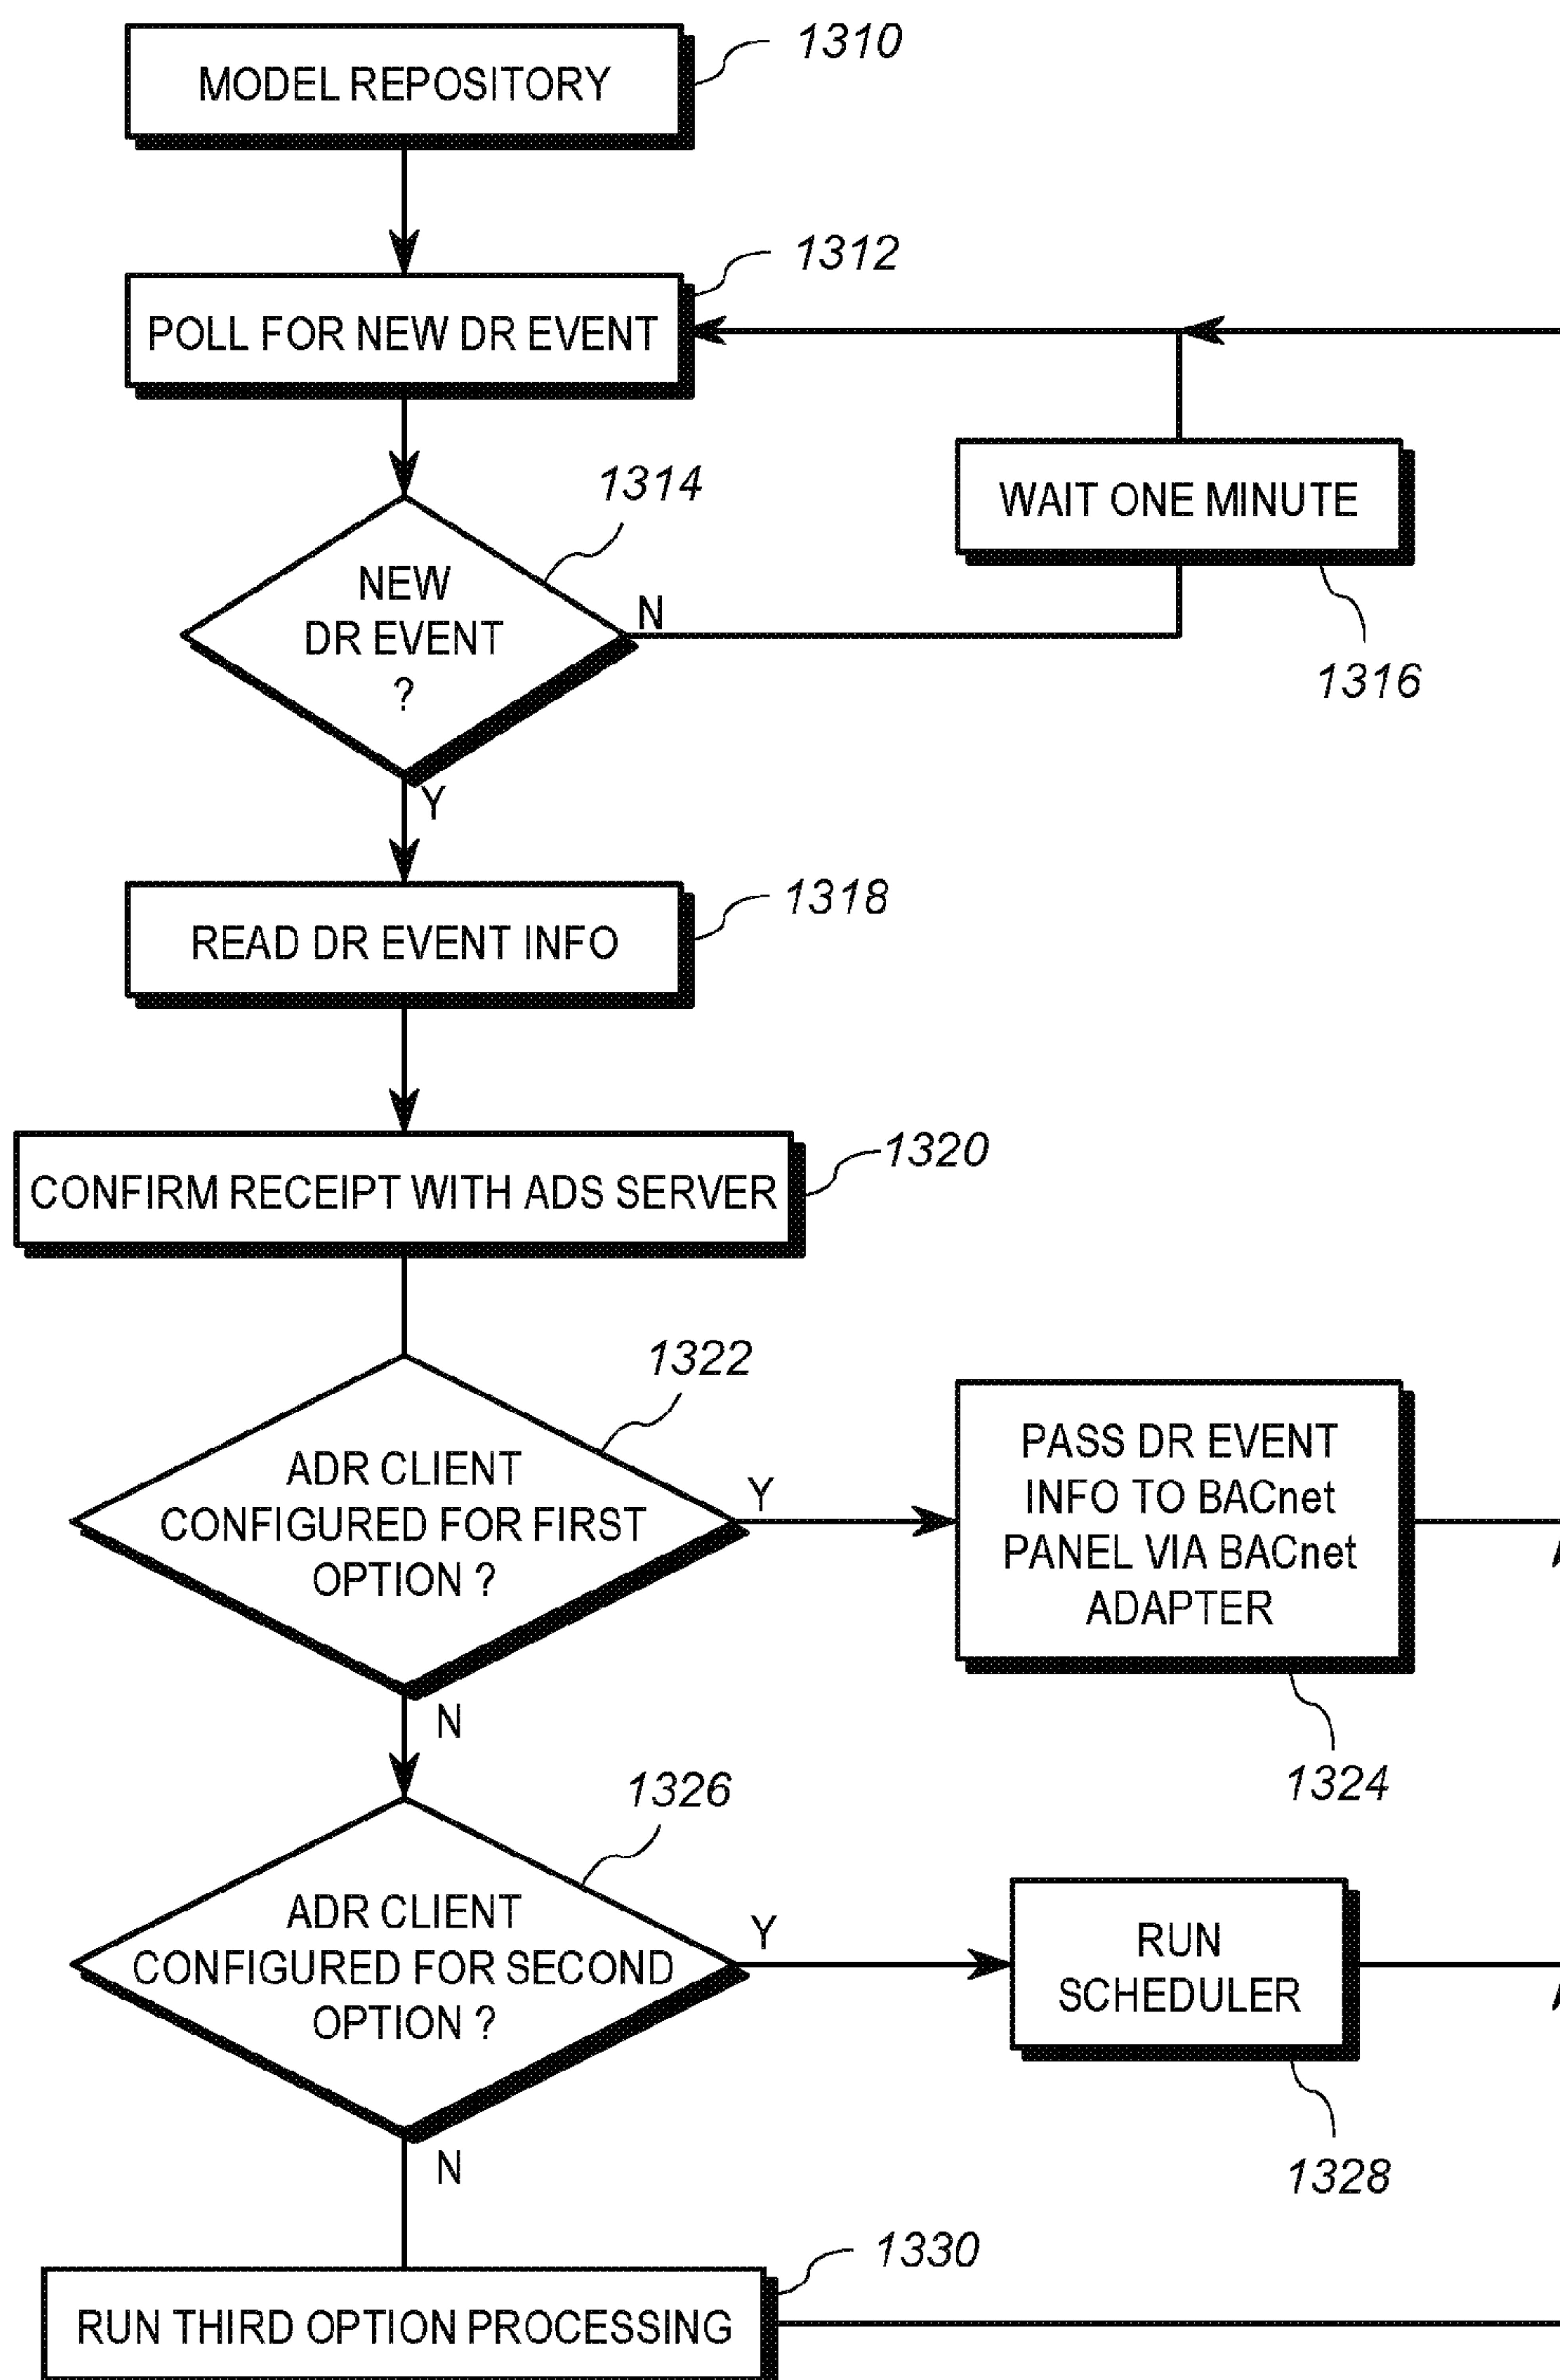 1310
MODEL REPOSITORY
1312
POLL FOR NEW DR EVENT
1314
NEW
DR EVENT
?
N
WAIT ONE MINUTE
1316
Y
1318
READ DR EVENT INFO
1320
CONFIRM RECEIPT WITH ADS SERVER
1322
ADR CLIENT
CONFIGURED FOR FIRST
OPTION ?
Y
PASS DR EVENT
INFO TO BACnet
PANEL VIA BACnet
ADAPTER
1324
N
1326
ADR CLIENT
CONFIGURED FOR SECOND
OPTION ?
Y
RUN
SCHEDULER
1328
N
1330
RUN THIRD OPTION PROCESSING